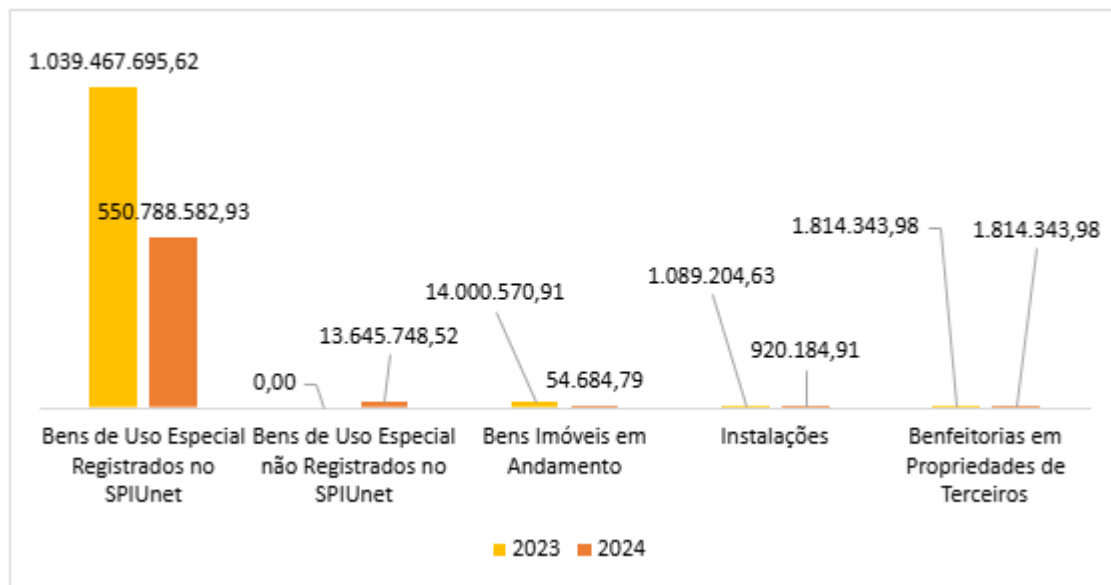 1.039.467.695,62
550.788.582,93
0,00
13.645.748,52
14.000.570,91
54.684,79
1.089.204,63
920.184,91
1.814.343,98
1.814.343,98
Bens de Uso Especial
Registrados no
SPIUnet
Bens de Uso Especial
não Registrados no
SPIUnet
Bens Imóveis em
Andamento
Instalações
Benfeitorias em
Propriedades de
Terceiros
2023
2024